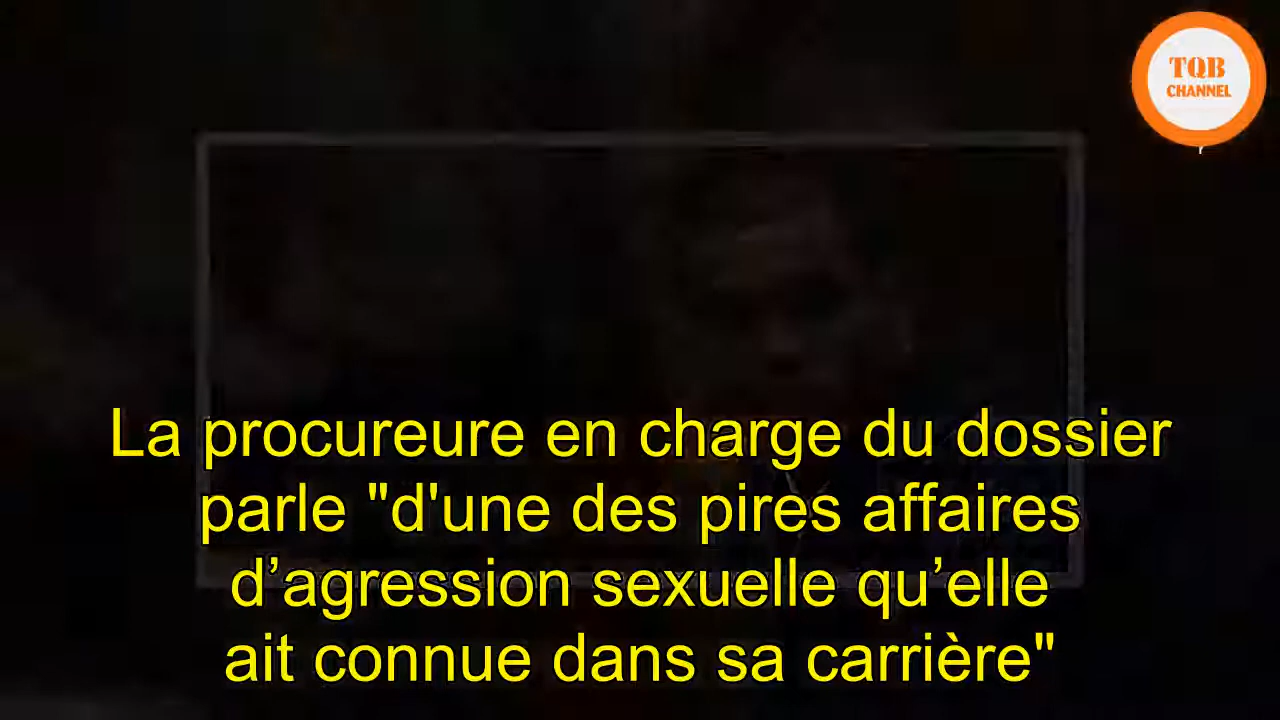 TQB
CHANNEL
La procureure en charge du dossier
parle "d'une des pires affaires
d’agression sexuelle qu’elle
ait connue dans sa carrière"